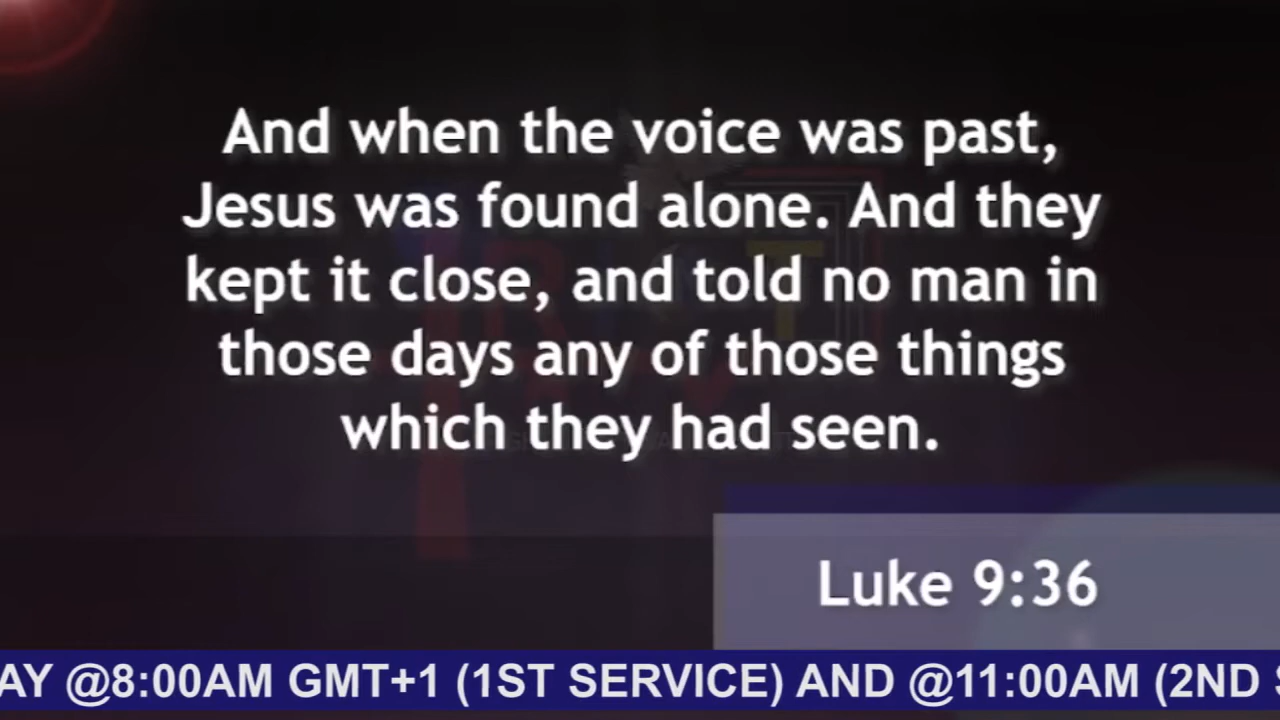 And when the voice was past,
Jesus was found alone. And they
kept it close, and told no man in
those days any of those things
which they had seen.
Luke 9:36
AY @8:00AM GMT+1 (1ST SERVICE) AND @11:00AM (2ND